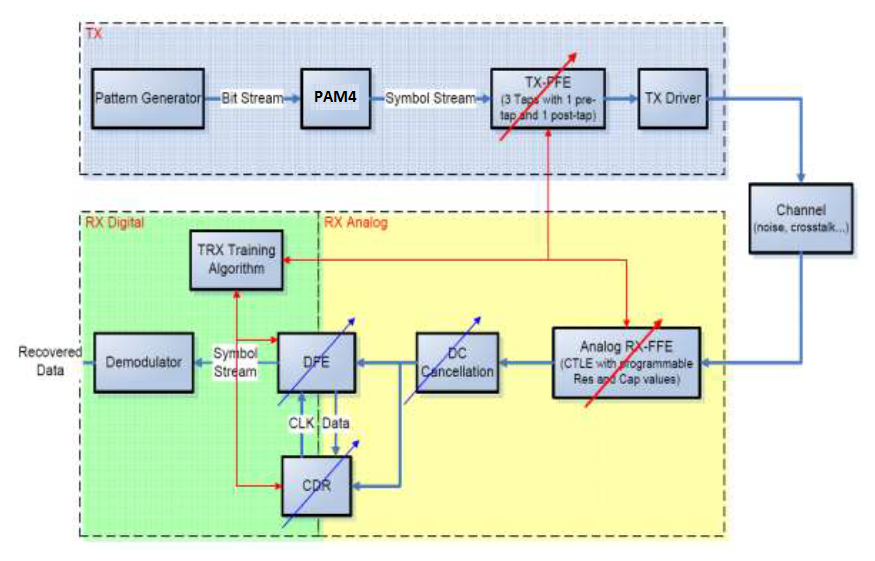 TX
Pattern Generator
Bit Stream
PAM4
Symbol Stream
TX-FFE
(3 Taps with 1 pre-
tap and 1 post-tap)
TX Driver
Channel
(noise, crosstalk...)
RX Digital
RX Analog
TRX Training
Algorithm
Recovered
Data
Demodulator
Symbol
Stream
DFE
DC
Cancellation
Analog RX-FFE
(CTLE with programmable
Res and Cap values)
CLK
Data
CDR